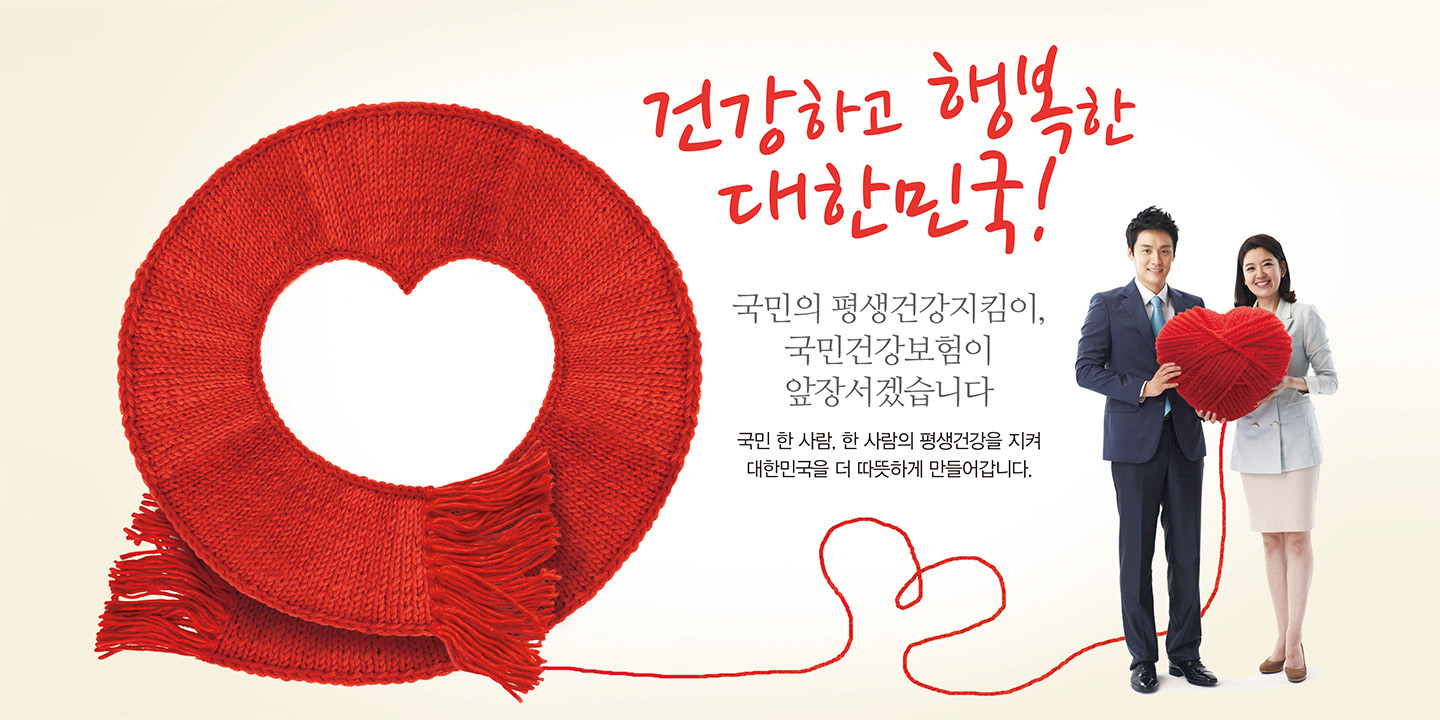 건강하고 행복한
대한민국!
국민의 평생건강지킴이,
국민건강보험이
앞장서겠습니다
국민 한 사람, 한 사람의 평생건강을 지켜
대한민국을 더 따뜻하게 만들어갑니다.